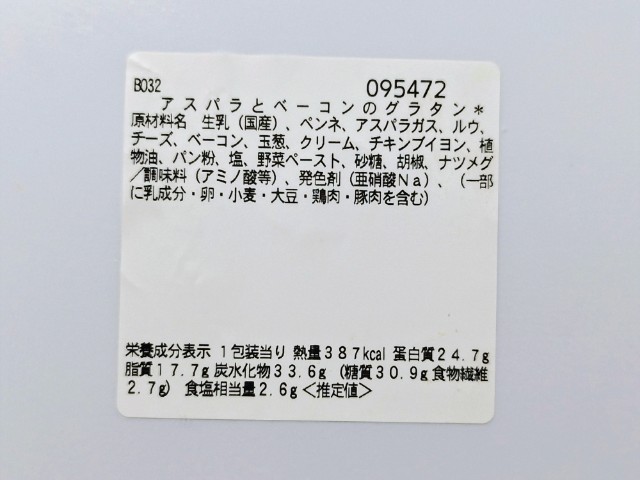 B032 095472
アスパラとベーコンのグラタン*
原材料名 生乳(国産)、ペンネ、アスパラガス、ルウ、
チーズ、ベーコン、玉葱、クリーム、チキンブイヨン、植
物油、パン粉、塩、野菜ペースト、砂糖、胡椒、ナツメグ
/調味料(アミノ酸等)、発色剤(亜硝酸Na)、(一部
に乳成分・卵・小麦・大豆・鶏肉・豚肉を含む)
栄養成分表示 1包装当り 熱量387kcal 蛋白質24.7g
脂質17.7g 炭水化物33.6g (糖質30.9g 食物繊維
2.7g) 食塩相当量2.6g<推定値>